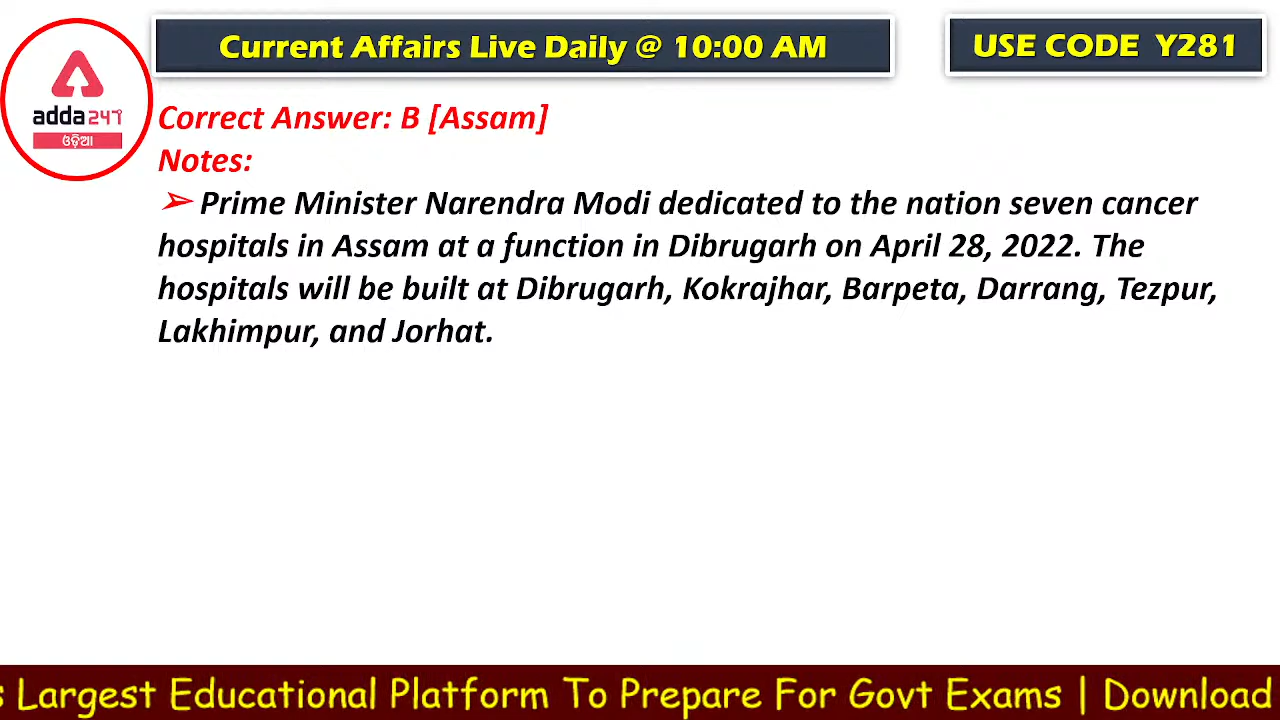 Current Affairs Live Daily @ 10:00 AM
USE CODE Y281
adda247
ଓଡ଼ିଆ
Correct Answer: B [Assam]
Notes:
➢ Prime Minister Narendra Modi dedicated to the nation seven cancer
hospitals in Assam at a function in Dibrugarh on April 28, 2022. The
hospitals will be built at Dibrugarh, Kokrajhar, Barpeta, Darrang, Tezpur,
Lakhimpur, and Jorhat.
s Largest Educational Platform To Prepare For Govt Exams | Download